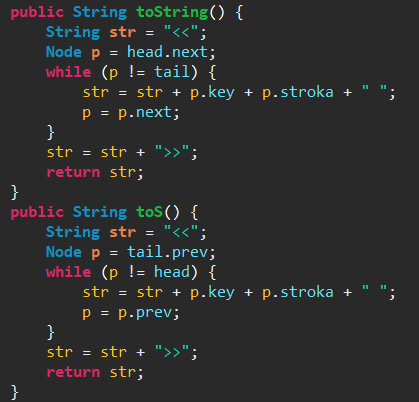 public String toString() {
    String str = "<<";
    Node p = head.next;
    while (p != tail) {
        str = str + p.key + p.stroka + " ";
        p = p.next;
    }
    str = str + ">>";
    return str;
}
public String toS() {
    String str = "<<";
    Node p = tail.prev;
    while (p != head) {
        str = str + p.key + p.stroka + " ";
        p = p.prev;
    }
    str = str + ">>";
    return str;
}